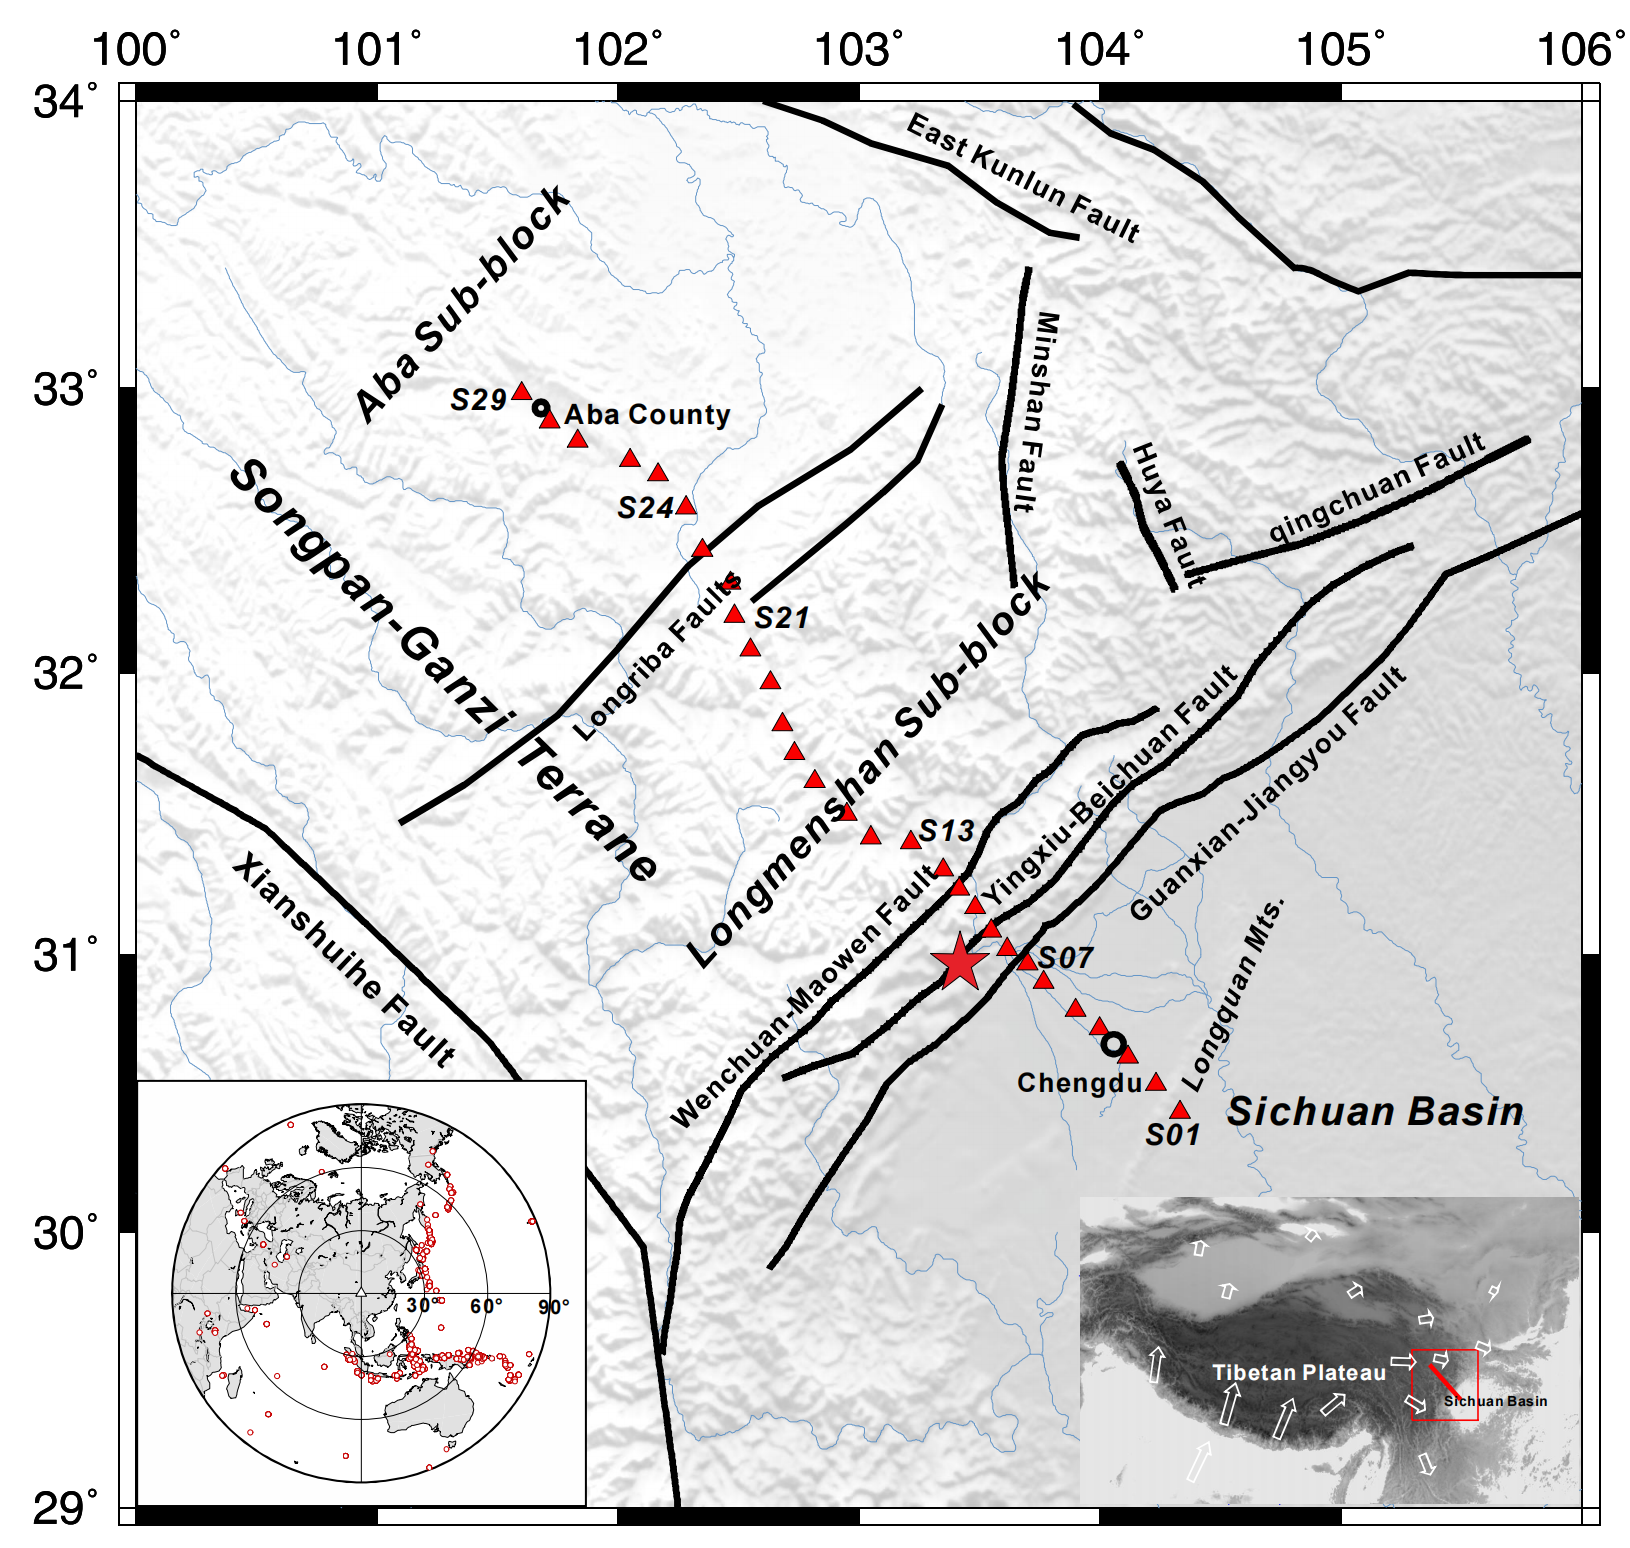 100° 101° 102° 103° 104° 105° 106°
34°
33°
32°
31°
30°
29°
East Kunlun Fault
Aba Sub-block
Minshan Fault
S29
Aba County
Huya Fault
qingchuan Fault
S24
Songpan-Ganzi Terrane
Longriba Faults
S21
Longmenshan Sub-block
Yingxiu-Beichuan Fault
Guanxian-Jiangyou Fault
S13
Xianshuihe Fault
Wenchuan-Maowen Fault
S07
Longquan Mts.
Chengdu
S01
Sichuan Basin
30° 60° 90°
Tibetan Plateau
Sichuan Basin